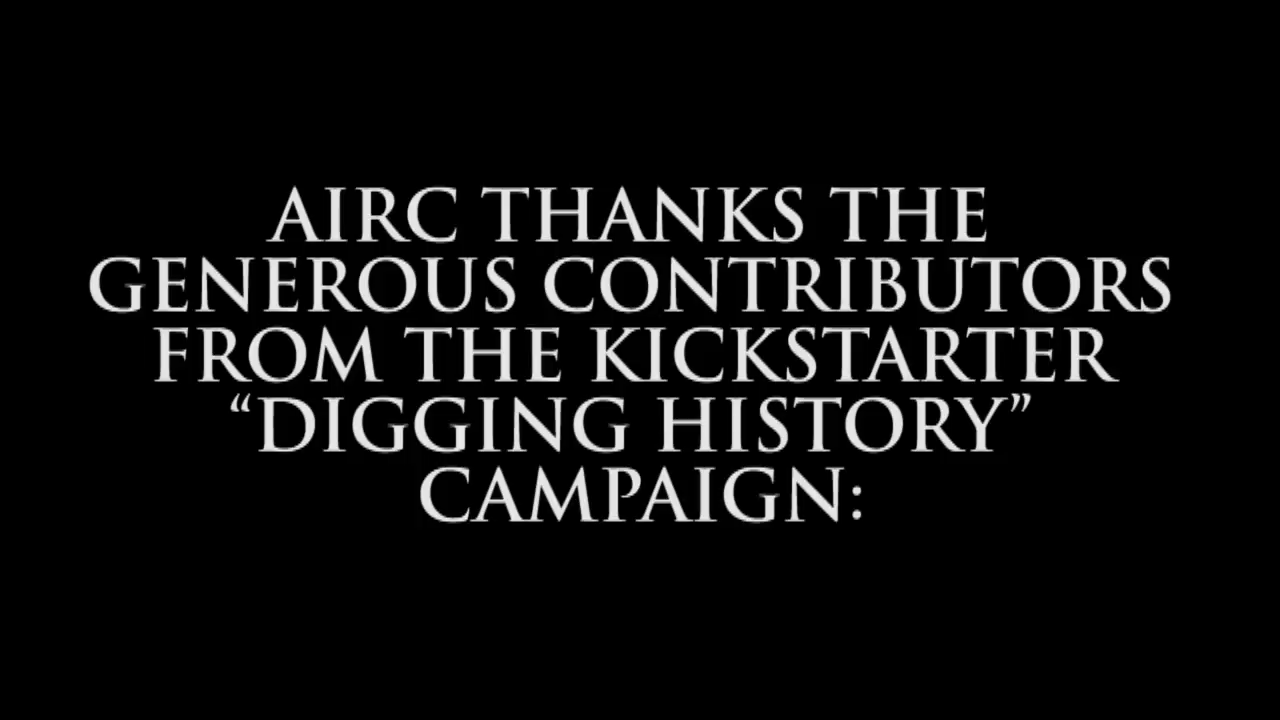 AIRC THANKS THE
GENEROUS CONTRIBUTORS
FROM THE KICKSTARTER
“DIGGING HISTORY”
CAMPAIGN: